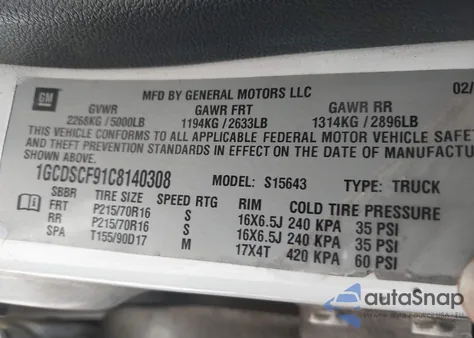 GM MFD BY GENERAL MOTORS LLC 02/
GVWR GAWR FRT GAWR RR
2268KG/5000LB 1194KG/2633LB 1314KG/2896LB
THIS VEHICLE CONFORMS TO ALL APPLICABLE FEDERAL MOTOR VEHICLE SAFE
AND THEFT PREVENTION STANDARDS IN EFFECT ON THE DATE OF MANUF
1GCDSCF91C8140308 MODEL: S15643 TYPE: TRUCK
SBBR TIRE SIZE SPEED RTG RIM COLD TIRE PRESSURE
FRT P215/70R16 S 16X6.5J 240 KPA 35 PSI
RR P215/70R16 S 16X6.5J 240 KPA 35 PSI
SPA T155/90D17 M 17X4T 420 KPA 60 PSI
autoSnap